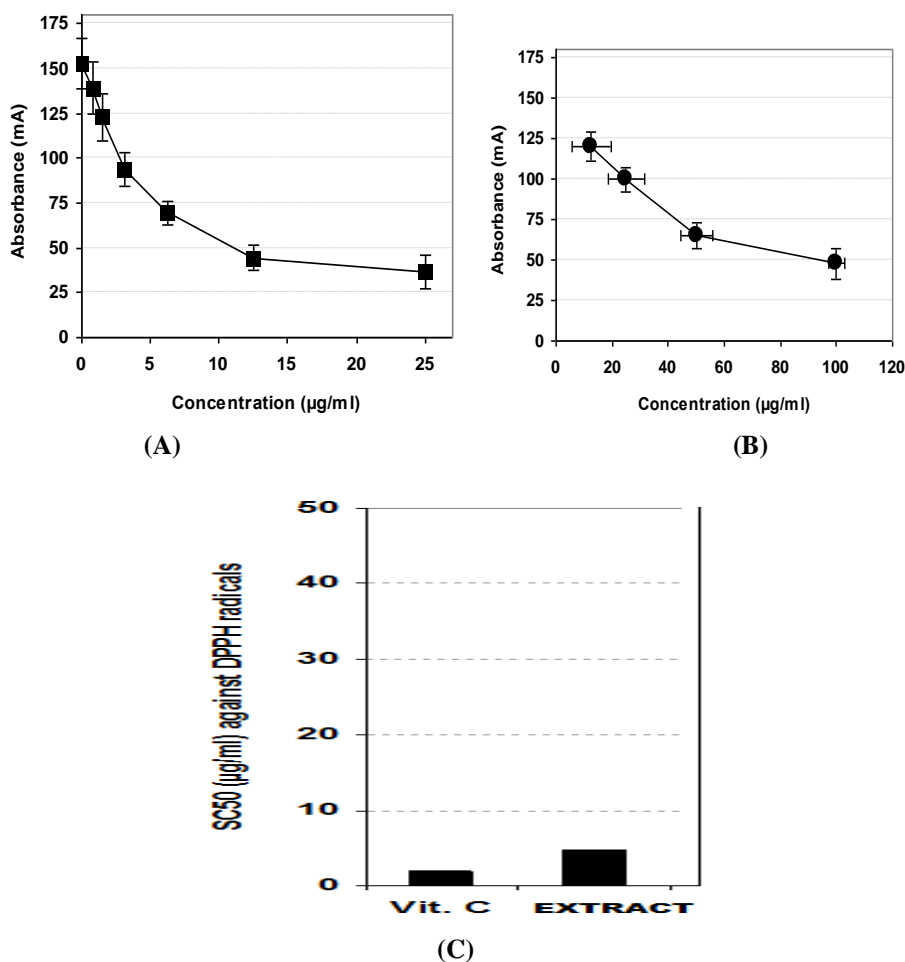 175
150
125
100
75
50
25
0
Absorbance (mA)
0 5 10 15 20 25
Concentration (µg/ml)
(A)
175
150
125
100
75
50
25
0
Absorbance (mA)
0 20 40 60 80 100 120
Concentration (µg/ml)
(B)
50
40
30
20
10
0
SC50 (µg/ml) against DPPH radicals
Vit. C EXTRACT
(C)